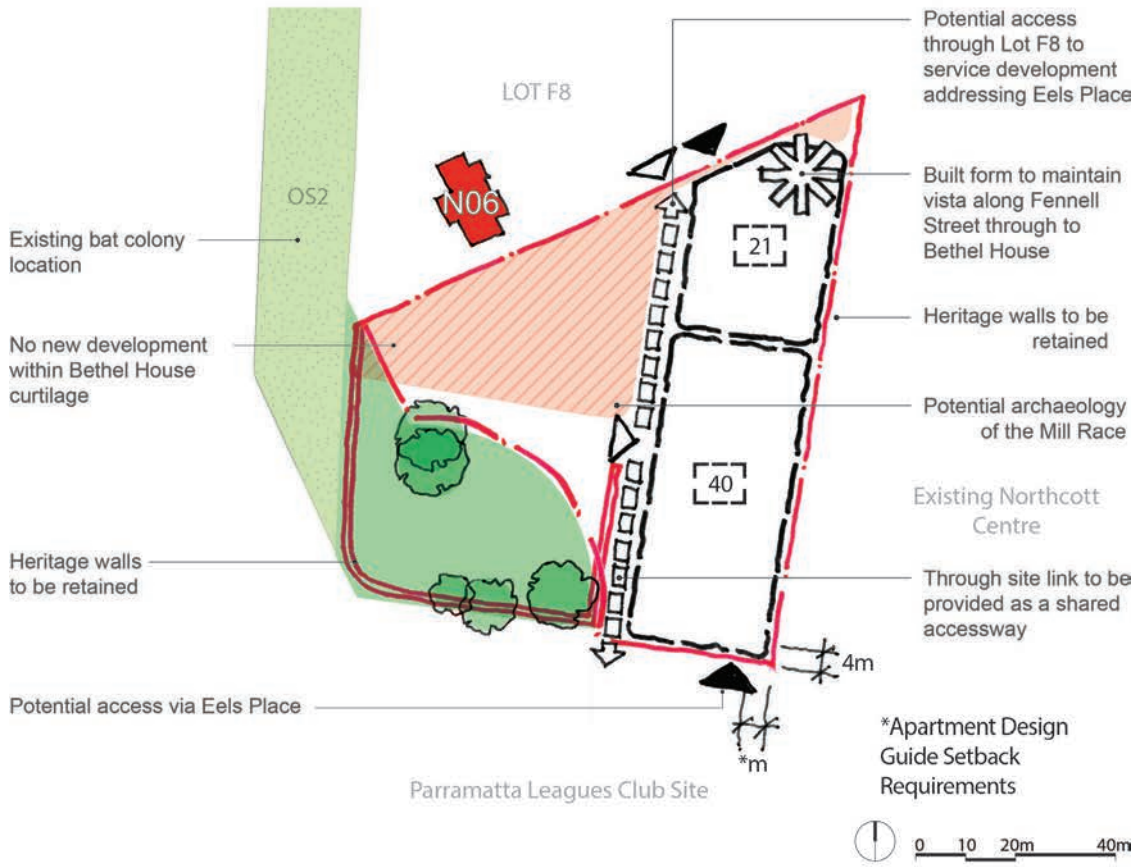 Potential access
through Lot F8 to
service development
addressing Eels Place
LOT F8
N06
OS2
Built form to maintain
vista along Fennell
Street through to
Bethel House
Existing bat colony
location
21
Heritage walls to be
retained
No new development
within Bethel House
curtilage
Potential archaeology
of the Mill Race
40
Existing Northcott
Centre
Heritage walls
to be retained
Through site link to be
provided as a shared
accessway
4m
Potential access via Eels Place
*m
*Apartment Design
Guide Setback
Requirements
Parramatta Leagues Club Site
0 10 20m 40m